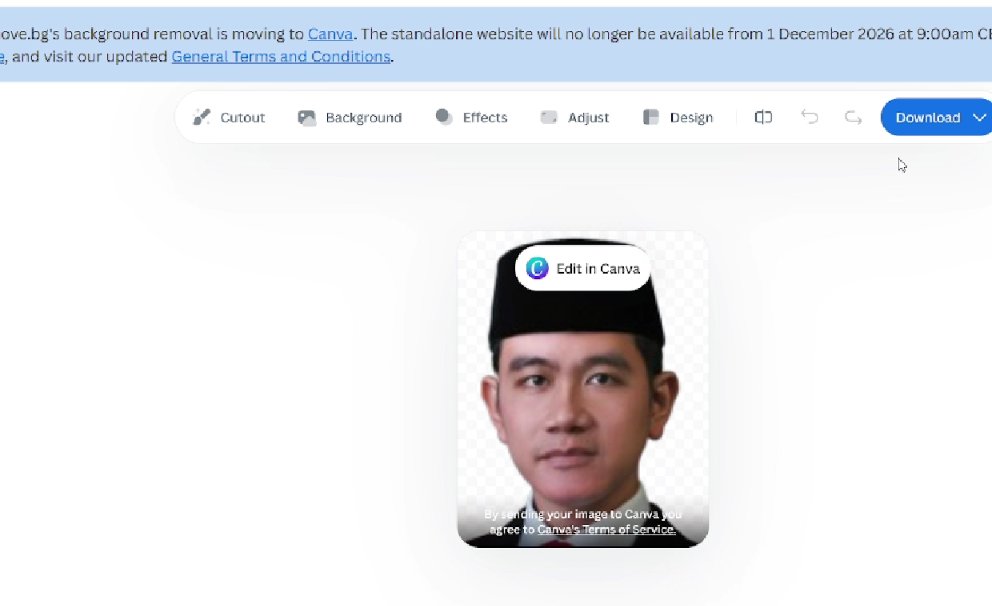 ove.bg's background removal is moving to Canva. The standalone website will no longer be available from 1 December 2026 at 9:00am CE
e, and visit our updated General Terms and Conditions.
Cutout Background Effects Adjust Design Download
Edit in Canva
By sending your image to Canva you
agree to Canva's Terms of Service.